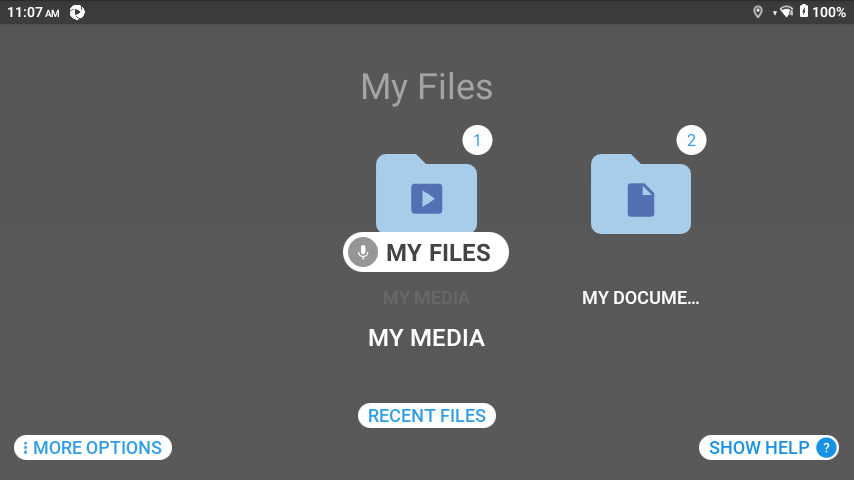 11:07 AM
100%
My Files
1
2
MY FILES
MY MEDIA
MY DOCUME...
MY MEDIA
RECENT FILES
MORE OPTIONS
SHOW HELP ?